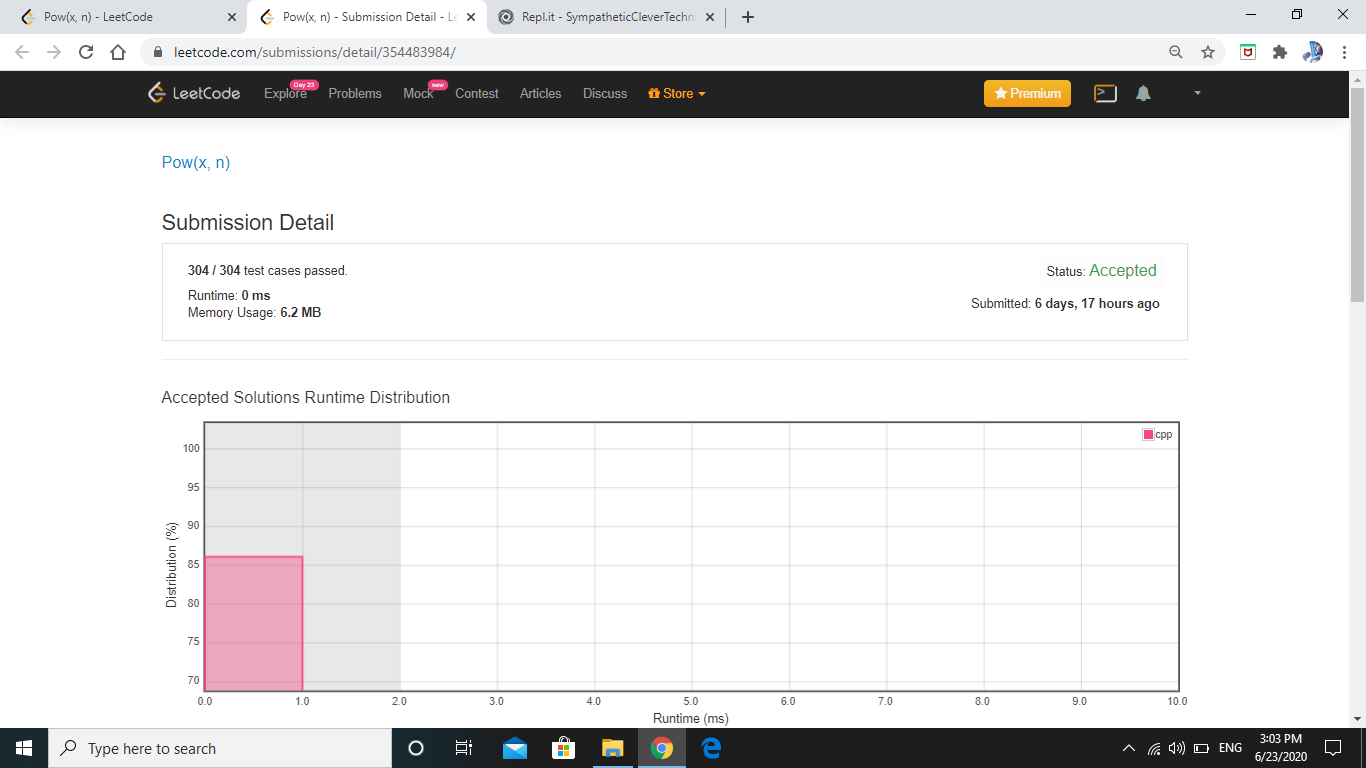 Pow(x, n) - LeetCode
Pow(x, n) - Submission Detail - Le
Repl.it - SympatheticCleverTechni
leetcode.com/submissions/detail/354483984/
LeetCode Explore Day 23 Problems Mock new Contest Articles Discuss Store Premium
Pow(x, n)
Submission Detail
304 / 304 test cases passed.
Status: Accepted
Runtime: 0 ms
Submitted: 6 days, 17 hours ago
Memory Usage: 6.2 MB
Accepted Solutions Runtime Distribution
cpp
100
95
90
85
80
75
70
Distribution (%)
0.0 1.0 2.0 3.0 4.0 5.0 6.0 7.0 8.0 9.0 10.0
Runtime (ms)
Type here to search
ENG
3:03 PM
6/23/2020